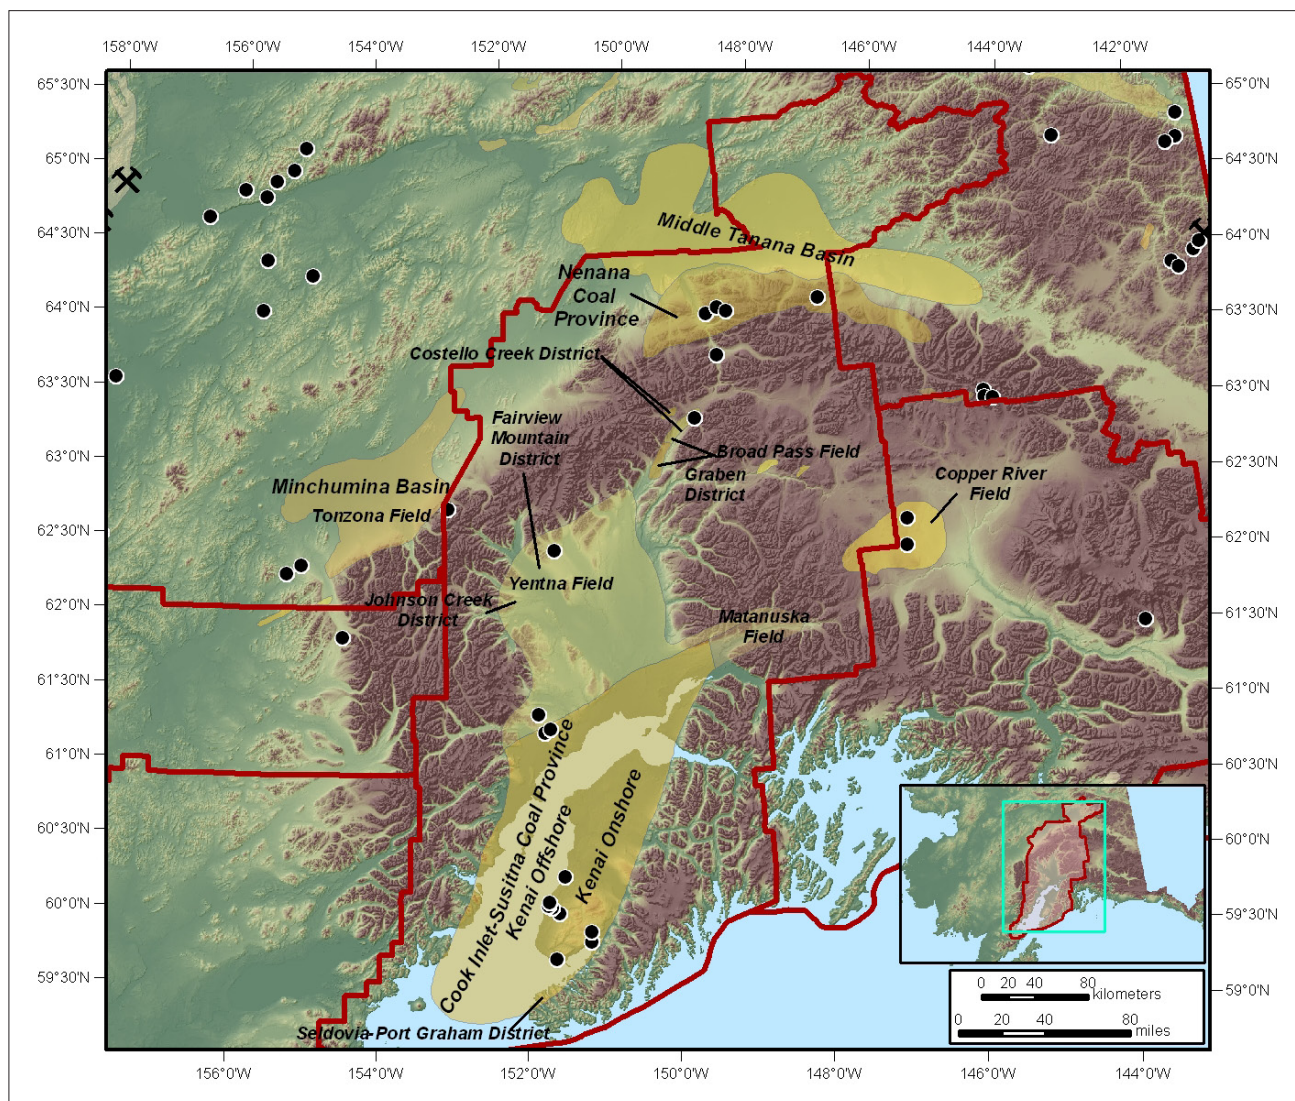 158°0'W 156°0'W 154°0'W 152°0'W 150°0'W 148°0'W 146°0'W 144°0'W 142°0'W
65°30'N
65°0'N
64°30'N
64°0'N
63°30'N
63°0'N
62°30'N
62°0'N
61°30'N
61°0'N
60°30'N
60°0'N
59°30'N
65°0'N
64°30'N
64°0'N
63°30'N
63°0'N
62°30'N
62°0'N
61°30'N
61°0'N
60°30'N
60°0'N
59°30'N
59°0'N
Middle Tanana Basin
Nenana
Coal
Province
Costello Creek District
Fairview
Mountain
District
Broad Pass Field
Graben
District
Copper River
Field
Minchumina Basin
Tonzona Field
Yentna Field
Johnson Creek
District
Matanuska
Field
Cook Inlet-Susitna Coal Province
Kenai Offshore
Kenai Onshore
Seldovia-Port Graham District
0 20 40 80
kilometers
0 20 40 80
miles
156°0'W 154°0'W 152°0'W 150°0'W 148°0'W 146°0'W 144°0'W